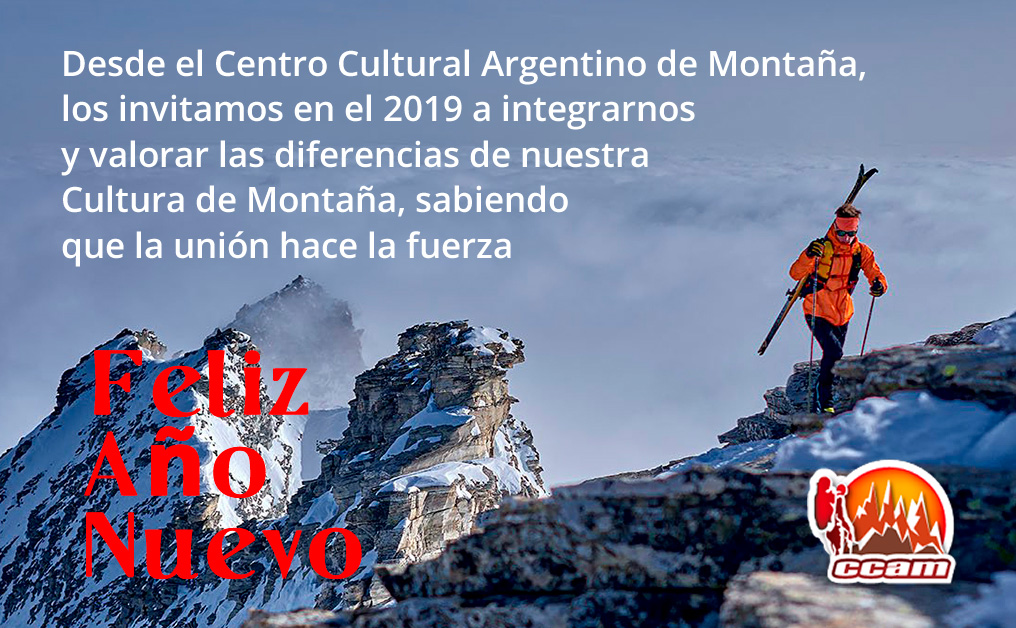 Desde el Centro Cultural Argentino de Montaña,
los invitamos en el 2019 a integrarnos
y valorar las diferencias de nuestra
Cultura de Montaña, sabiendo
que la unión hace la fuerza
Feliz
Año
Nuevo
ccam